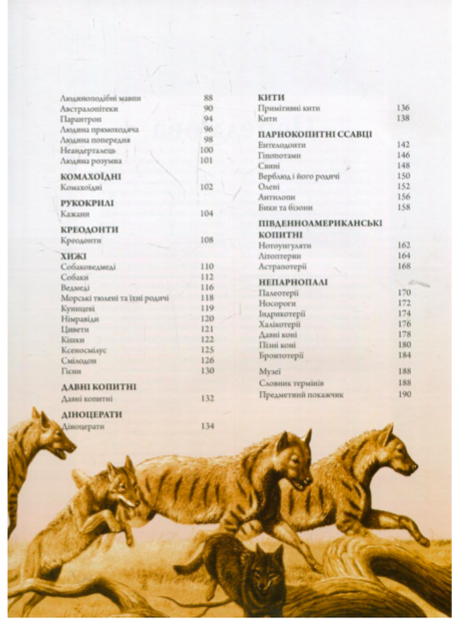 Людиноподібні мавпи 88
Австралопітеки 90
Парантроп 94
Людина прямоходяча 96
Людина попередня 98
Неандерталець 100
Людина розумна 101
КОМАХОЇДНІ
Комахоїдні 102
РУКОКРИЛІ
Кажани 104
КРЕОДОНТИ
Креодонти 108
ХИЖІ
Собаковедмеді 110
Собаки 112
Ведмеді 116
Морські тюлені та їхні родичі 118
Куницеві 119
Німравіди 120
Цивети 121
Кішки 122
Ксеносмілус 125
Смілодон 126
Гієни 130
ДАВНІ КОПИТНІ
Давні копитні 132
ДІНОЦЕРАТИ
Діноцерати 134
КИТИ
Примітивні кити 136
Кити 138
ПАРНОКОПИТНІ ССАВЦІ
Ентелодонти 142
Гіпопотами 146
Свині 148
Верблюд і його родичі 150
Олені 152
Антилопи 156
Бики та бізони 158
ПІВДЕННОАМЕРИКАНСЬКІ
КОПИТНІ
Нотоунгуляти 162
Літоптерни 164
Астрапотерії 168
НЕПАРНОПАЛІ
Палеотерії 170
Носороги 172
Індрикотерії 174
Халікотерії 176
Давні коні 178
Пізні коні 180
Бронтотерії 184
Музеї 188
Словник термінів 188
Предметний покажчик 190